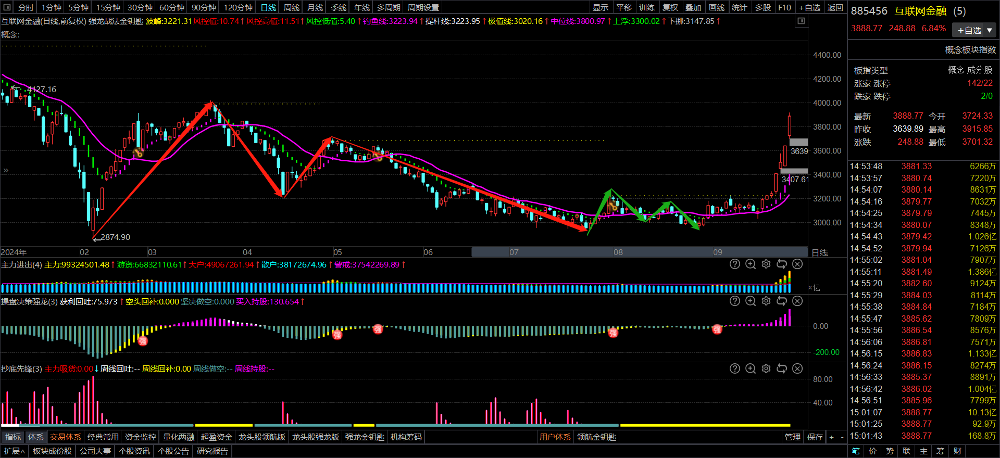 分时 1分钟 5分钟 15分钟 30分钟 60分钟 90分钟 120分钟 日线 周线 月线 季线 年线 多周期 周期设置 显示 平移 训练 复权 叠加 画线 统计 多股 F10 +自选 返回
互联网金融(日线,前复权) 强龙战法金钥匙 波峰:3221.31 风控值:10.74↑ 风控高值:11.51↑ 风控低值:5.40↑ 钓鱼线:3223.94↑ 提杆线:3223.95↑ 极值线:3020.16↑ 中位线:3800.97↑ 上浮:3300.02↑ 下挪:3147.85↑
概念:
4400.00
4200.00
4127.16
4000.00
3800.00
3639
3600.00
3400.00
3407.61
3200.00
3000.00
2874.90
»
2024年 02 03 04 05 06 07 08 09 日线
主力进出(4) 主力:99324501.48↑ 游资:66832110.61↑ 大户:49067261.94↑ 散户:38172674.96↑ 警戒:37542269.89↑
×亿
操盘决策强龙(3) 获利回吐:75.973↑ 空头回补:0.000 坚决做空:0.000 买入持股:130.654↑
强 强 强 强 强
0.00
-200.00
抄底先锋(3) 主力吸货:0.00↓ 周线回吐:-- 周线回补:0.00 周线做空:-- 周线持股:--
80.00
40.00
指标 体系 交易体系 经典常用 资金监控 量化两融 超盈资金 龙头股领航版 龙头股强龙版 强龙金钥匙 机构筹码 用户体系 领航金钥匙 管理 保存 + -
扩展∧ 板块成份股 公司大事 个股资讯 个股公告 研究报告
885456 互联网金融 (5)
3888.77 248.88 6.84% +自选 ▼
概念板块指数
板指类型 概念 成分股
涨家 涨停 142/22
跌家 跌停 2/0
最新 3888.77 今开 3724.33
昨收 3639.89 最高 3915.85
涨跌 248.88 最低 3701.32
14:53:48 3881.33 6266万
14:53:57 3880.74 7220万
14:54:07 3880.14 8631万
14:54:16 3879.77 7032万
14:54:25 3879.79 7445万
14:54:34 3880.07 8348万
14:54:43 3879.42 1.026亿
14:54:52 3879.94 7126万
14:55:02 3881.04 7907万
14:55:11 3881.49 1.386亿
14:55:20 3882.60 9124万
14:55:29 3884.03 8114万
14:55:38 3884.84 7184万
14:55:47 3885.62 7809万
14:55:56 3886.54 8576万
14:56:06 3886.81 7571万
14:56:15 3886.83 1.133亿
14:56:24 3886.15 8274万
14:56:33 3885.37 8891万
14:56:42 3886.02 1.004亿
14:56:51 3885.96 7799万
15:01:07 3888.77 10.13亿
15:01:25 3888.77 92.9万
15:01:43 3888.77 168.8万
笔 价 势 联 主 筹 财